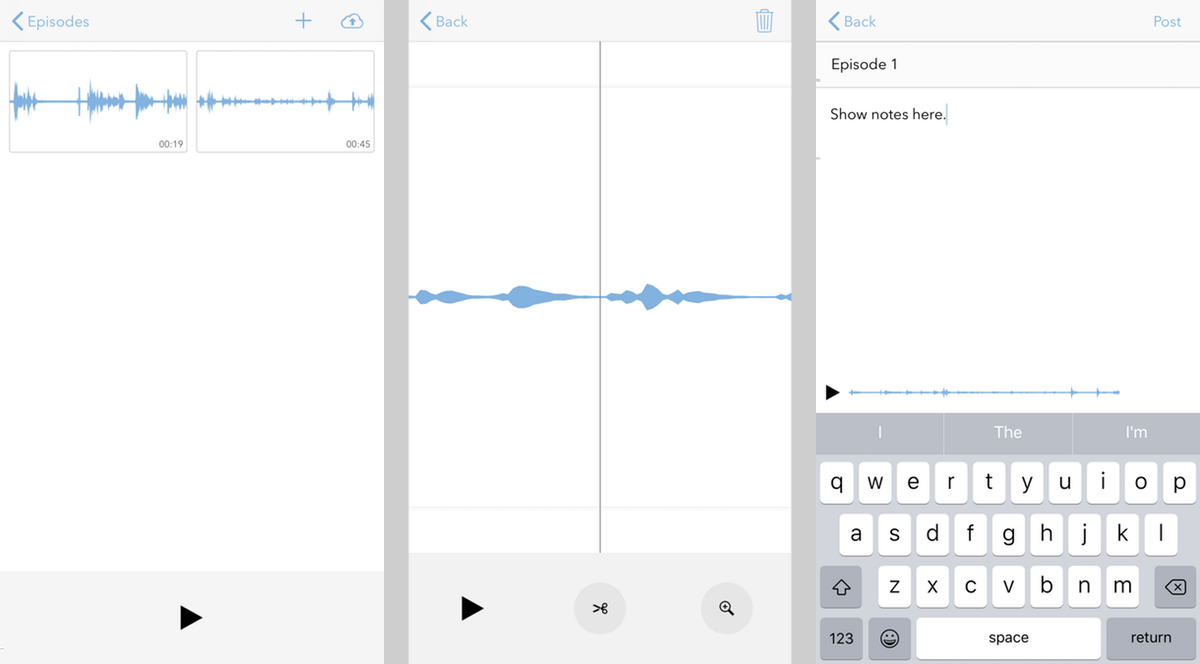 Episodes
00:19
00:45
Back
Back
Post
Episode 1
Show notes here.
I
The
I'm
q w e r t y u i o p
a s d f g h j k l
z x c v b n m
123
space
return